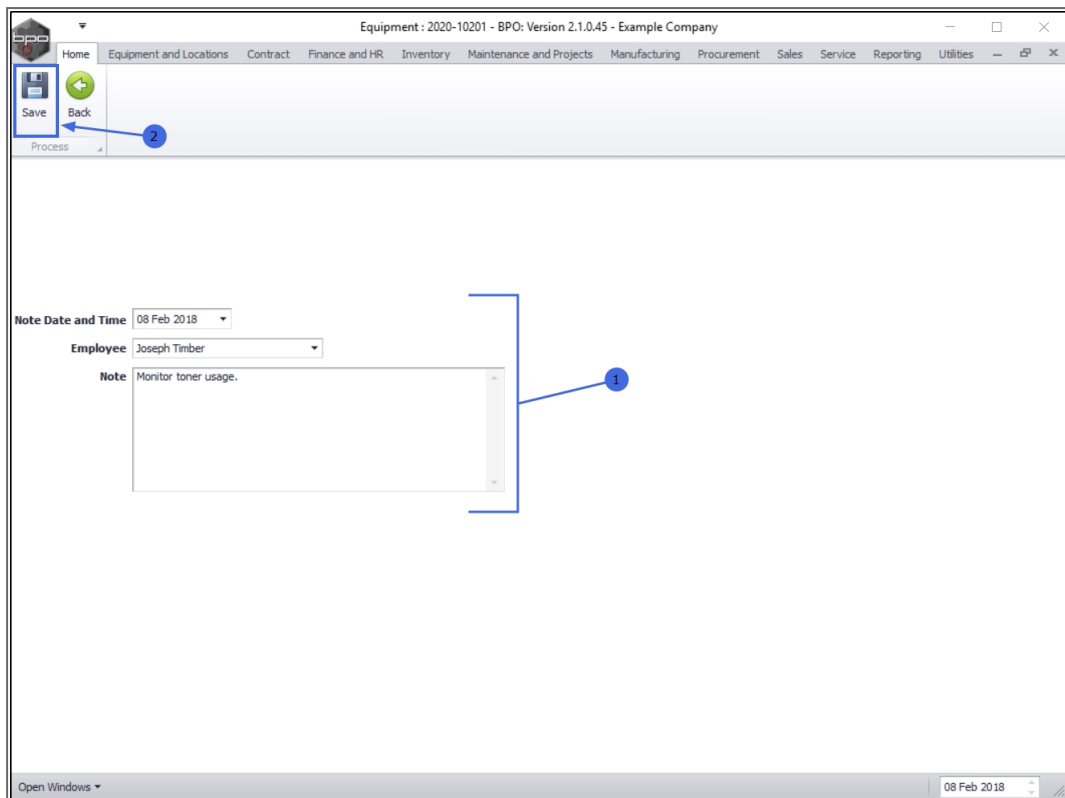 Equipment : 2020-10201 - BPO: Version 2.1.0.45 - Example Company
bpo
Home Equipment and Locations Contract Finance and HR Inventory Maintenance and Projects Manufacturing Procurement Sales Service Reporting Utilities
Save Back
2
Process
Note Date and Time 08 Feb 2018
Employee Joseph Timber
Note Monitor toner usage.
1
Open Windows 08 Feb 2018